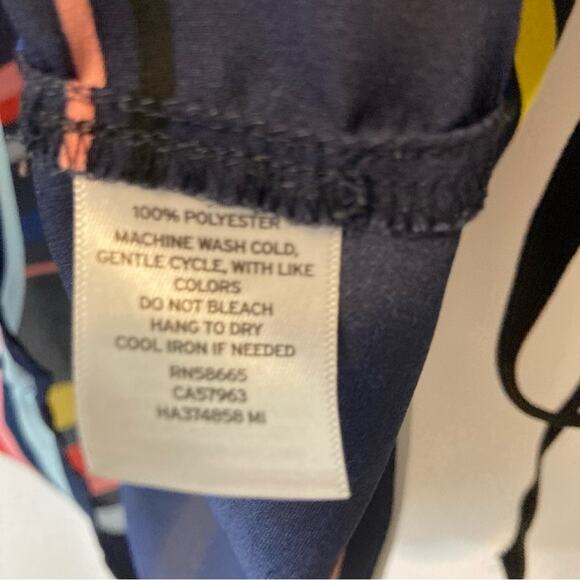 100% POLYESTER
MACHINE WASH COLD,
GENTLE CYCLE, WITH LIKE
COLORS
DO NOT BLEACH
HANG TO DRY
COOL IRON IF NEEDED
RN58665
CA57963
HA374858 MI